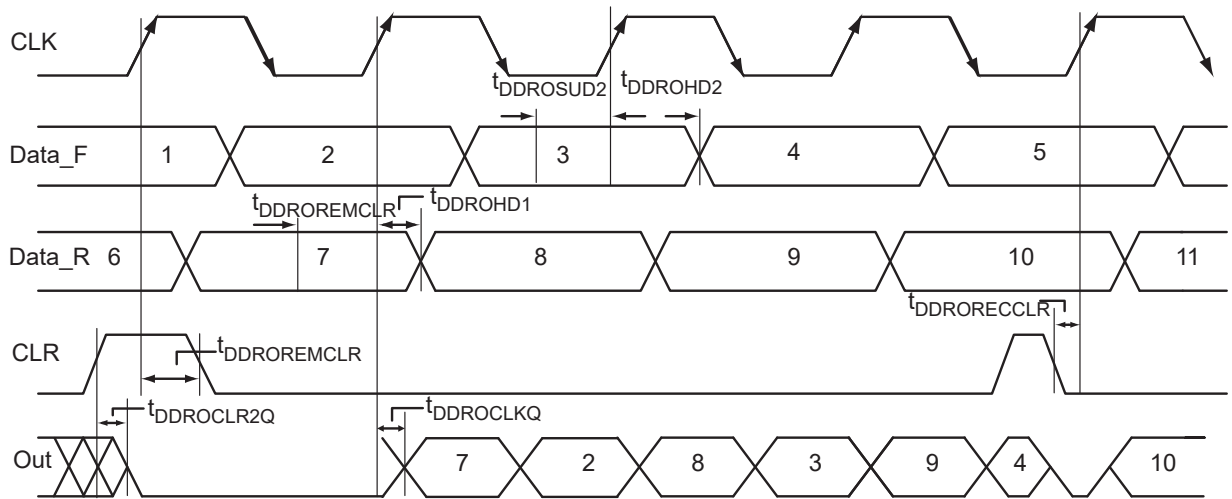 CLK
tDDROSUD2 tDDROHD2
Data_F 1 2 3 4 5
tDDROREMCLR tDDROHD1
Data_R 6 7 8 9 10 11
tDDRORECCLR
CLR
tDDROREMCLR
tDDROCLR2Q tDDROCLKQ
Out 7 2 8 3 9 4 10